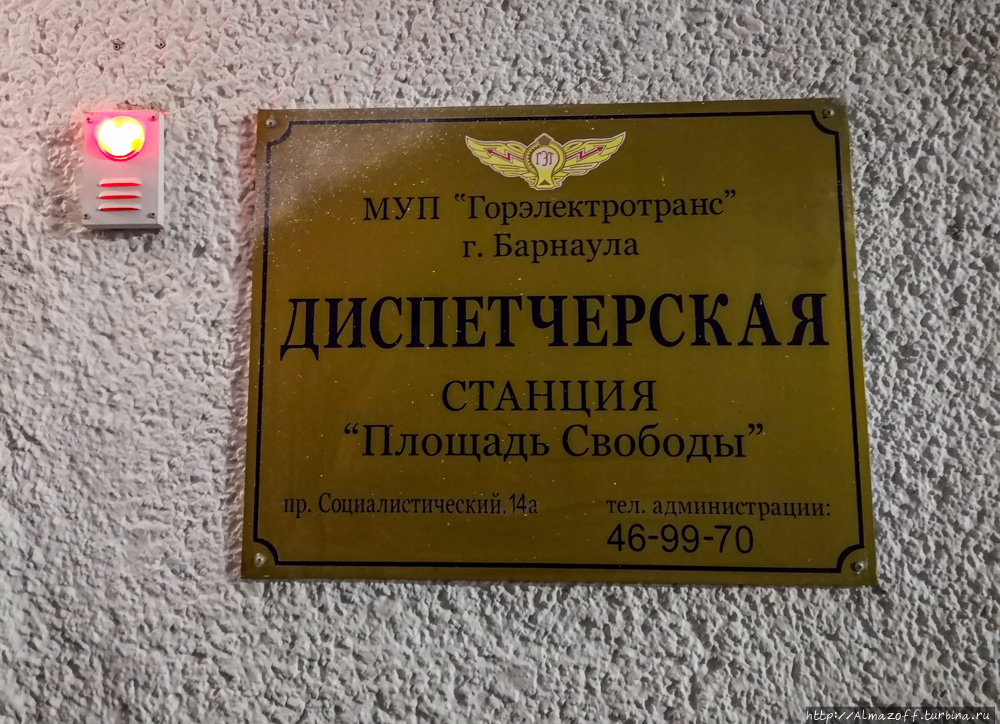 ГЭТ
МУП "Горэлектротранс"
г. Барнаула
ДИСПЕТЧЕРСКАЯ
СТАНЦИЯ
"Площадь Свободы"
пр. Социалистический, 14а
тел. администрации:
46-99-70
http://Almazoff.turbina.ru